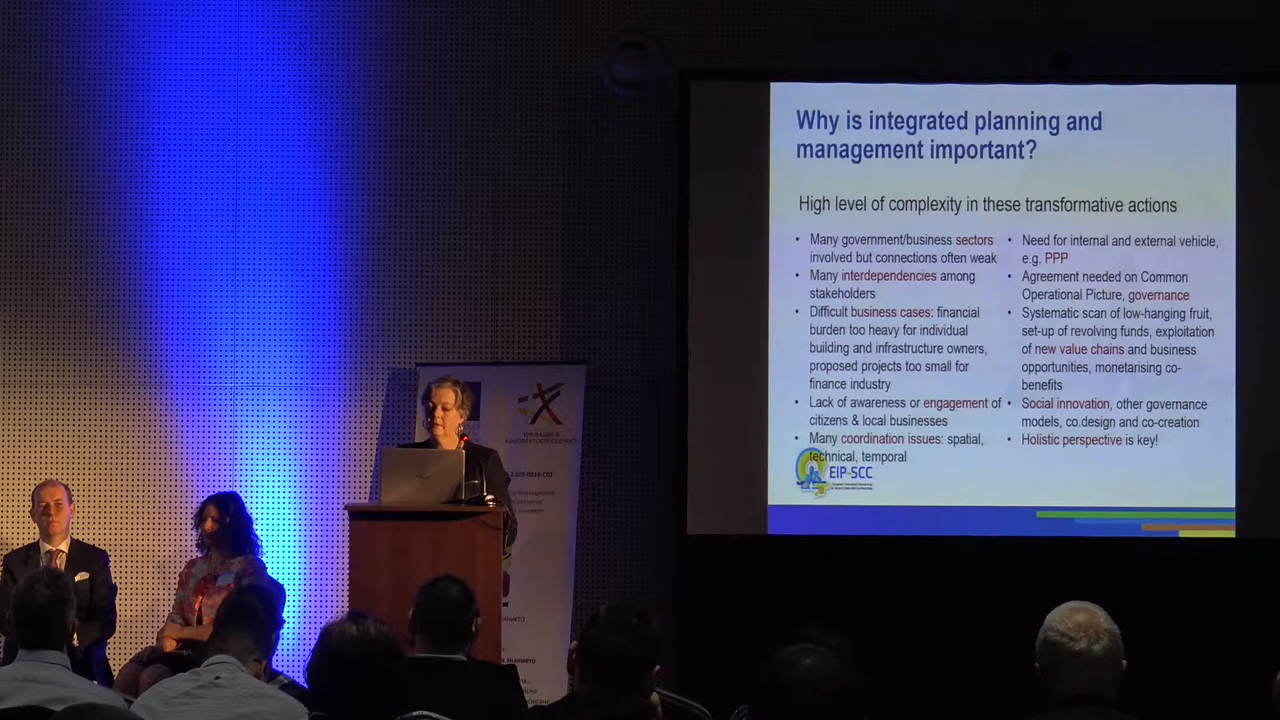 Why is integrated planning and
management important?
High level of complexity in these transformative actions
• Many government/business sectors
involved but connections often weak
• Many interdependencies among
stakeholders
• Difficult business cases: financial
burden too heavy for individual
building and infrastructure owners,
proposed projects too small for
finance industry
• Lack of awareness or engagement of
citizens & local businesses
• Many coordination issues: spatial,
technical, temporal
• Need for internal and external vehicle,
e.g. PPP
• Agreement needed on Common
Operational Picture, governance
• Systematic scan of low-hanging fruit,
set-up of revolving funds, exploitation
of new value chains and business
opportunities, monetarising co-
benefits
• Social innovation, other governance
models, co.design and co-creation
• Holistic perspective is key!
EIP-SCC
ИНОВАЦИИ И
КОНКУРЕНТОСПОСОБНОСТ